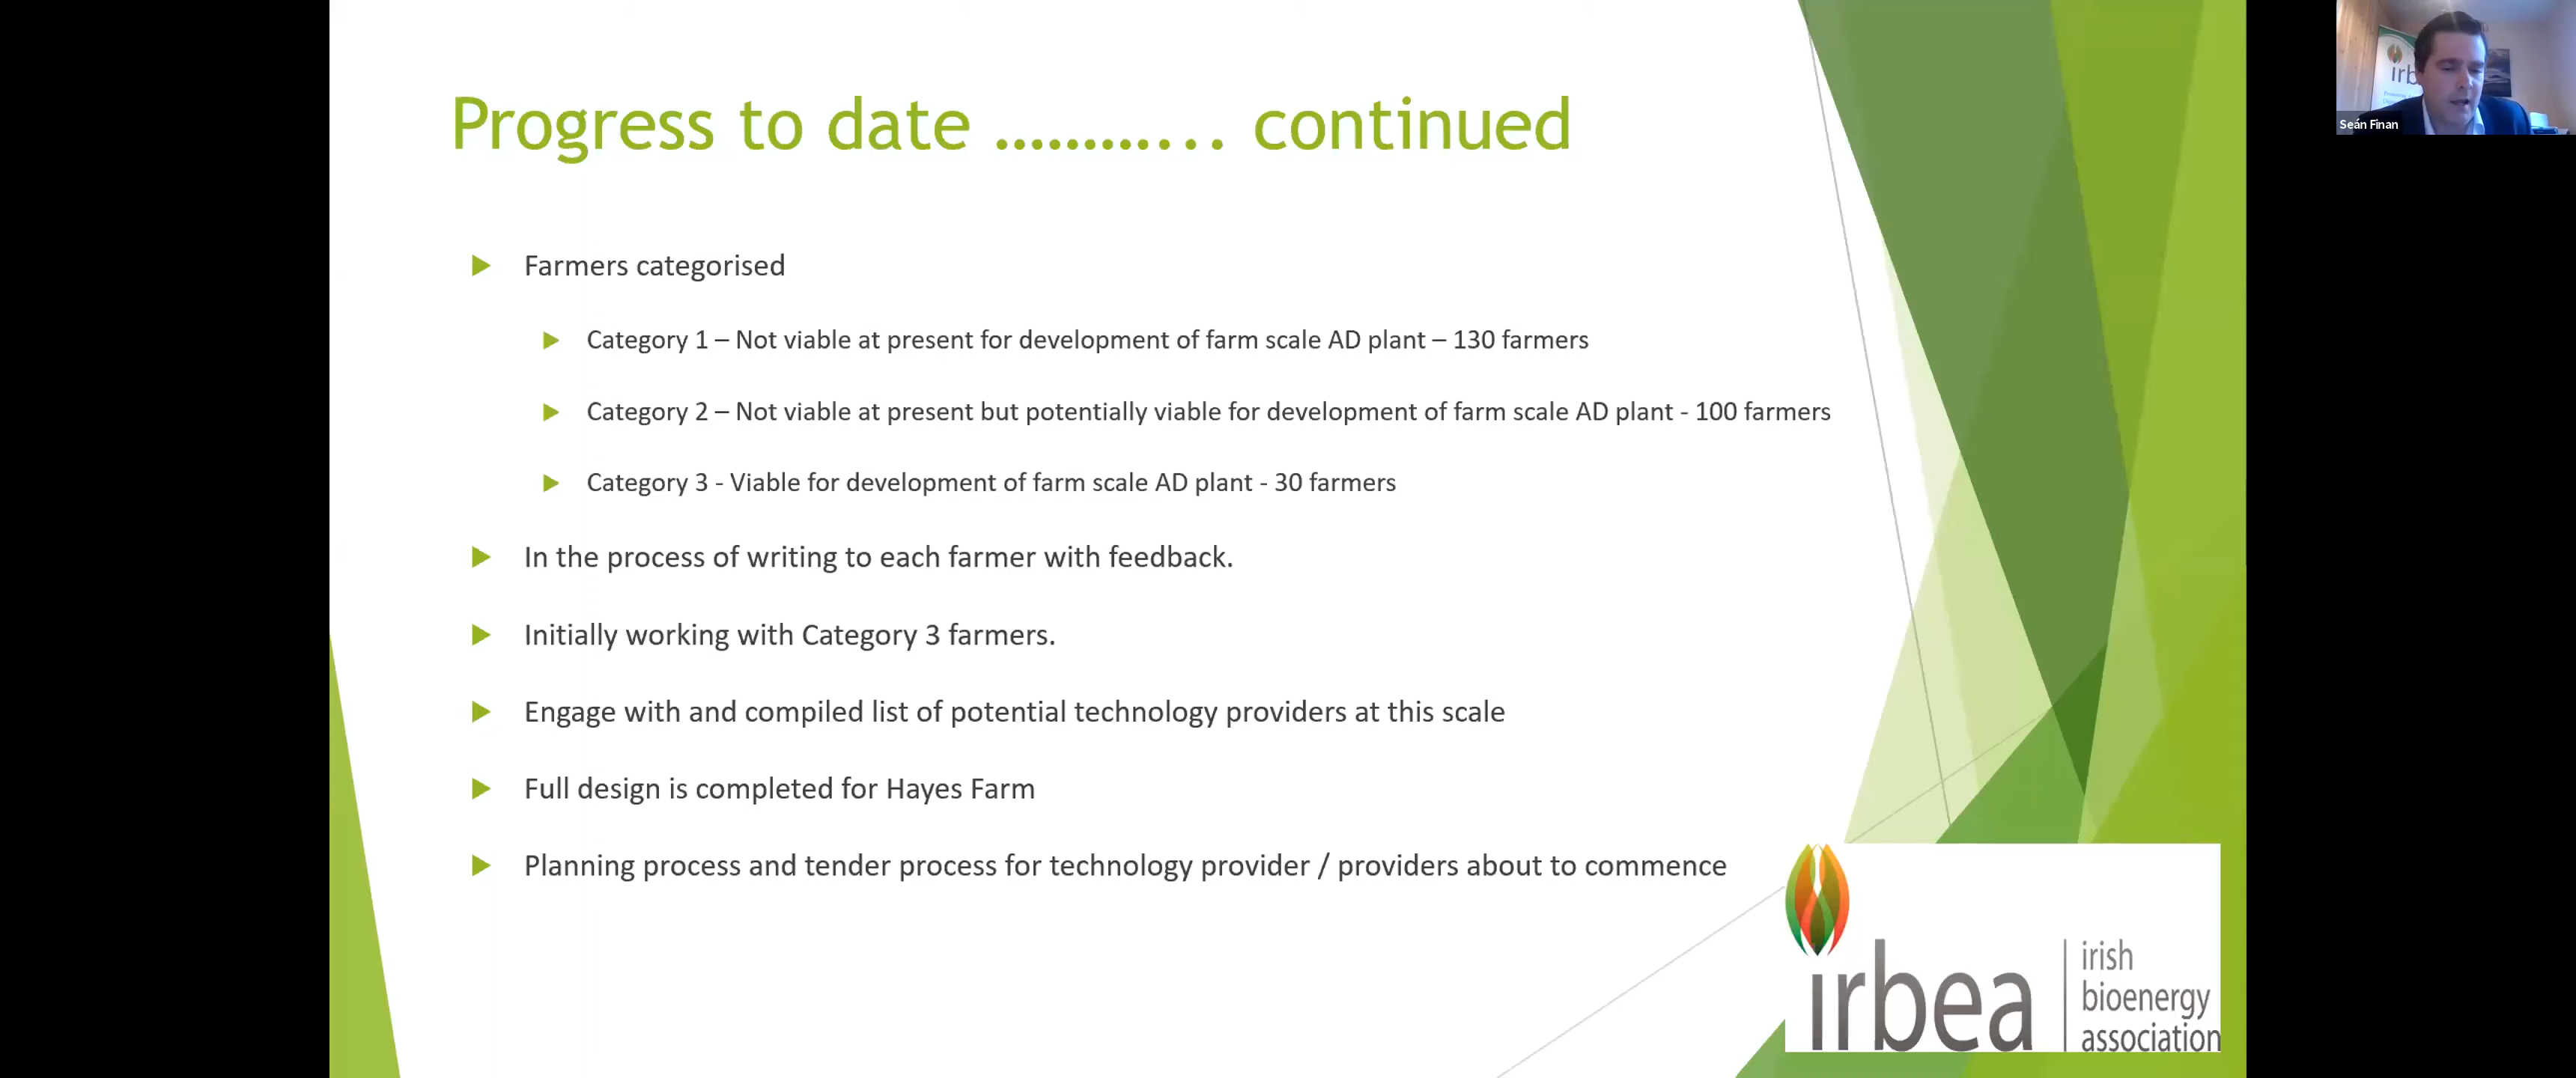 Progress to date ………... continued
Farmers categorised
Category 1 – Not viable at present for development of farm scale AD plant – 130 farmers
Category 2 – Not viable at present but potentially viable for development of farm scale AD plant - 100 farmers
Category 3 - Viable for development of farm scale AD plant - 30 farmers
In the process of writing to each farmer with feedback.
Initially working with Category 3 farmers.
Engage with and compiled list of potential technology providers at this scale
Full design is completed for Hayes Farm
Planning process and tender process for technology provider / providers about to commence
irbea
irish
bioenergy
association
irb
Seán Finan